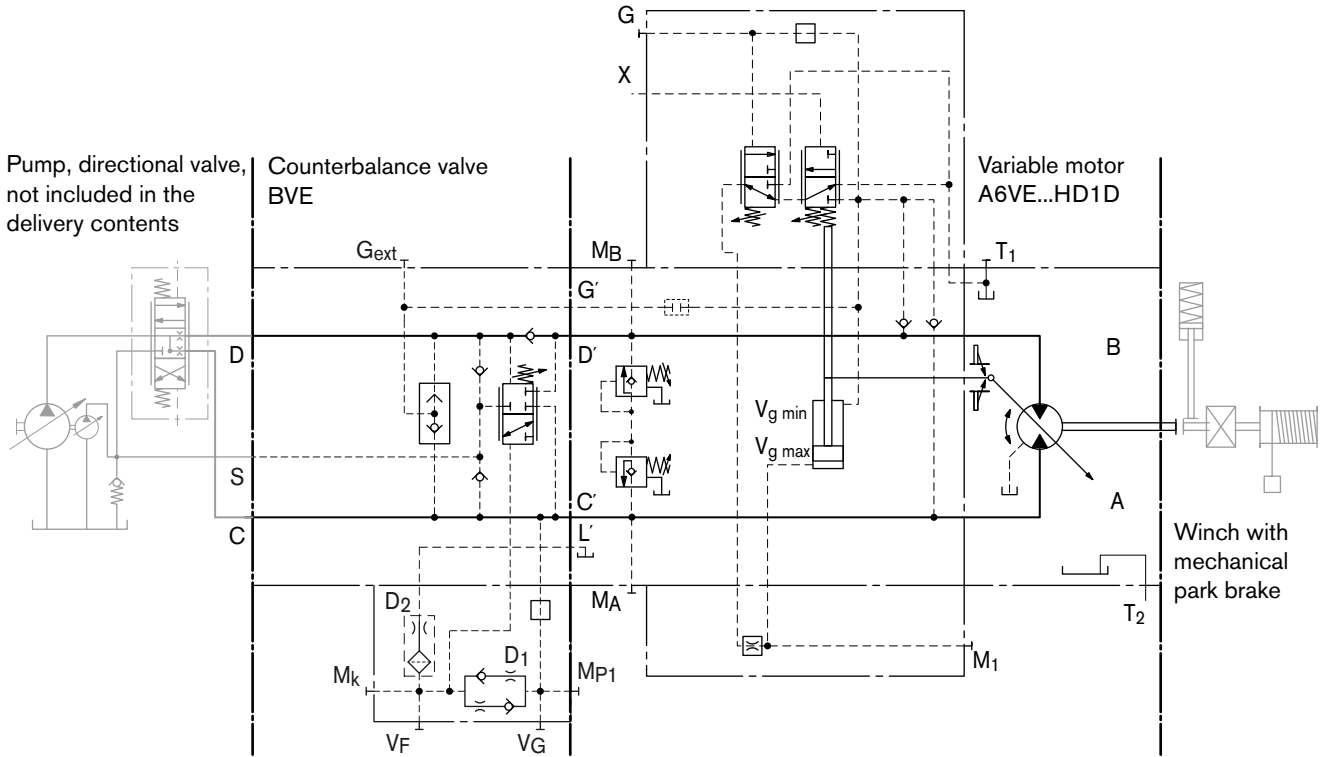 G
X
Pump, directional valve,
not included in the
delivery contents
Counterbalance valve
BVE
Variable motor
A6VE...HD1D
Gext
MB
T1
G′
D
D′
B
Vg min
Vg max
S
C′
A
C
L′
Winch with
mechanical
park brake
D2
MA
T2
D1
M1
Mk
MP1
VF
VG